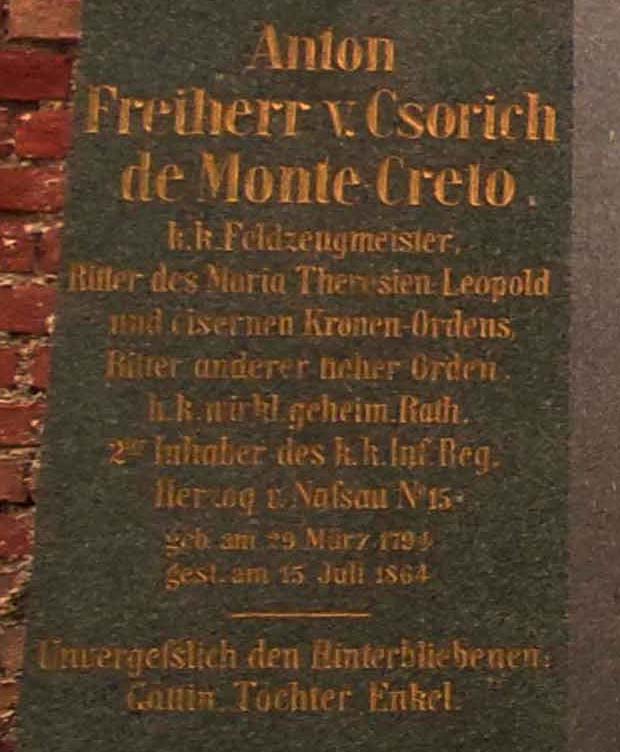 Anton
Freiherr v. Csorich
de Monte Creto.
k. k. Feldzeugmeister,
Ritter des Maria Theresien-Leopold
und eisernen Kronen-Ordens,
Ritter anderer hoher Orden.
k. k. wirkl. geheim. Rath.
2ter Inhaber des k. k. Inf. Reg.
Herzog v. Naſsau No 15.
geb. am 29 März 1794
gest. am 15 Juli 1864
Unvergeſslich den Hinterbliebenen:
Gattin, Tochter, Enkel.